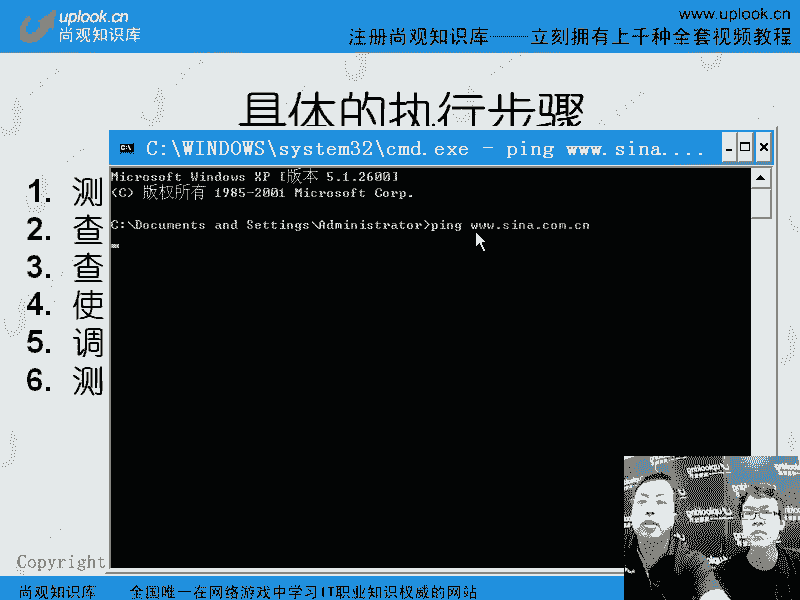 uplook.cn
尚观知识库
www.uplook.cn
注册尚观知识库——立刻拥有上千种全套视频教程
具体的执行步骤
C:\WINDOWS\system32\cmd.exe - ping www.sina....
Microsoft Windows XP [版本 5.1.2600]
(C) 版权所有 1985-2001 Microsoft Corp.
C:\Documents and Settings\Administrator>ping www.sina.com.cn
1. 测
2. 查
3. 查
4. 使
5. 调
6. 测
Copyright
尚观知识库 全国唯一在网络游戏中学习IT职业知识权威的网站